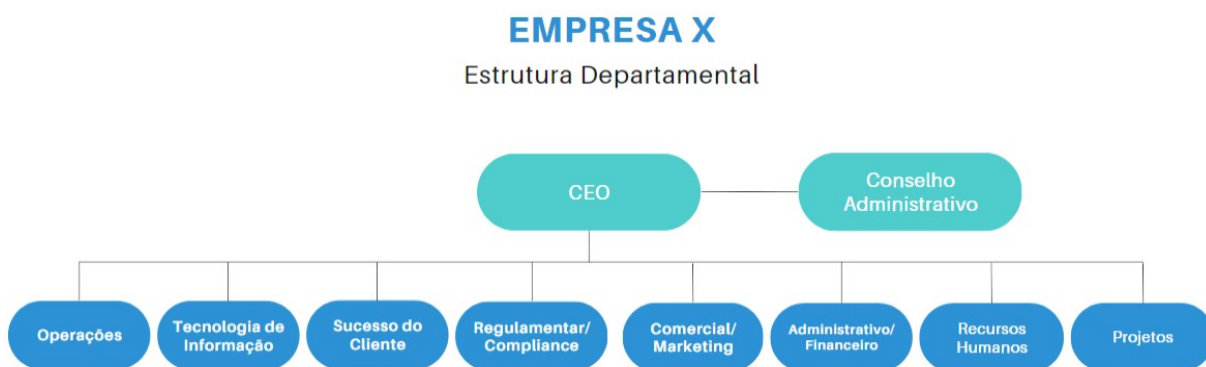 EMPRESA X
Estrutura Departamental
CEO
Conselho
Administrativo
Operações
Tecnologia de
Informação
Sucesso do
Cliente
Regulamentar/
Compliance
Comercial/
Marketing
Administrativo/
Financeiro
Recursos
Humanos
Projetos